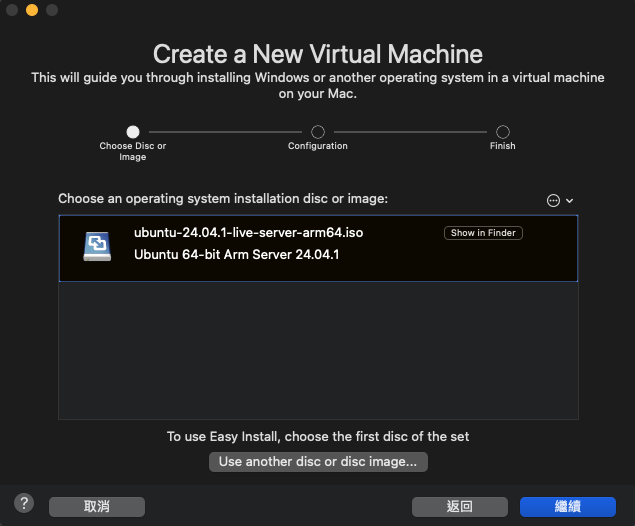 Create a New Virtual Machine
This will guide you through installing Windows or another operating system in a virtual machine
on your Mac.
Choose Disc or
Image
Configuration
Finish
Choose an operating system installation disc or image:
ubuntu-24.04.1-live-server-arm64.iso
Show in Finder
Ubuntu 64-bit Arm Server 24.04.1
To use Easy Install, choose the first disc of the set
Use another disc or disc image...
?
取消
返回
繼續